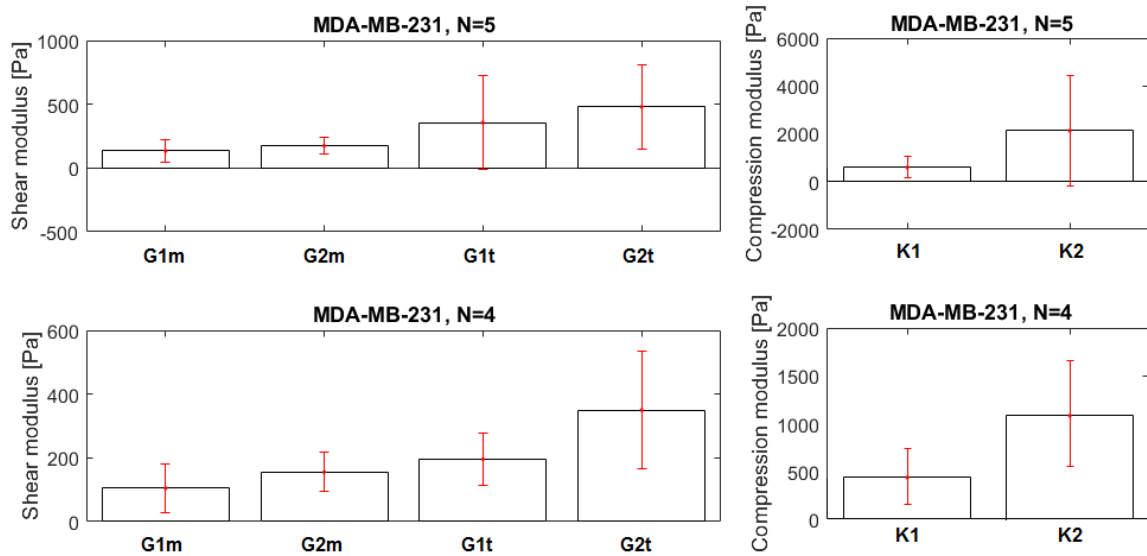 MDA-MB-231, N=5
Shear modulus [Pa]
1000
500
0
-500
G1m G2m G1t G2t
MDA-MB-231, N=5
Compression modulus [Pa]
6000
4000
2000
0
-2000
K1 K2
MDA-MB-231, N=4
Shear modulus [Pa]
600
400
200
0
G1m G2m G1t G2t
MDA-MB-231, N=4
Compression modulus [Pa]
2000
1500
1000
500
0
K1 K2